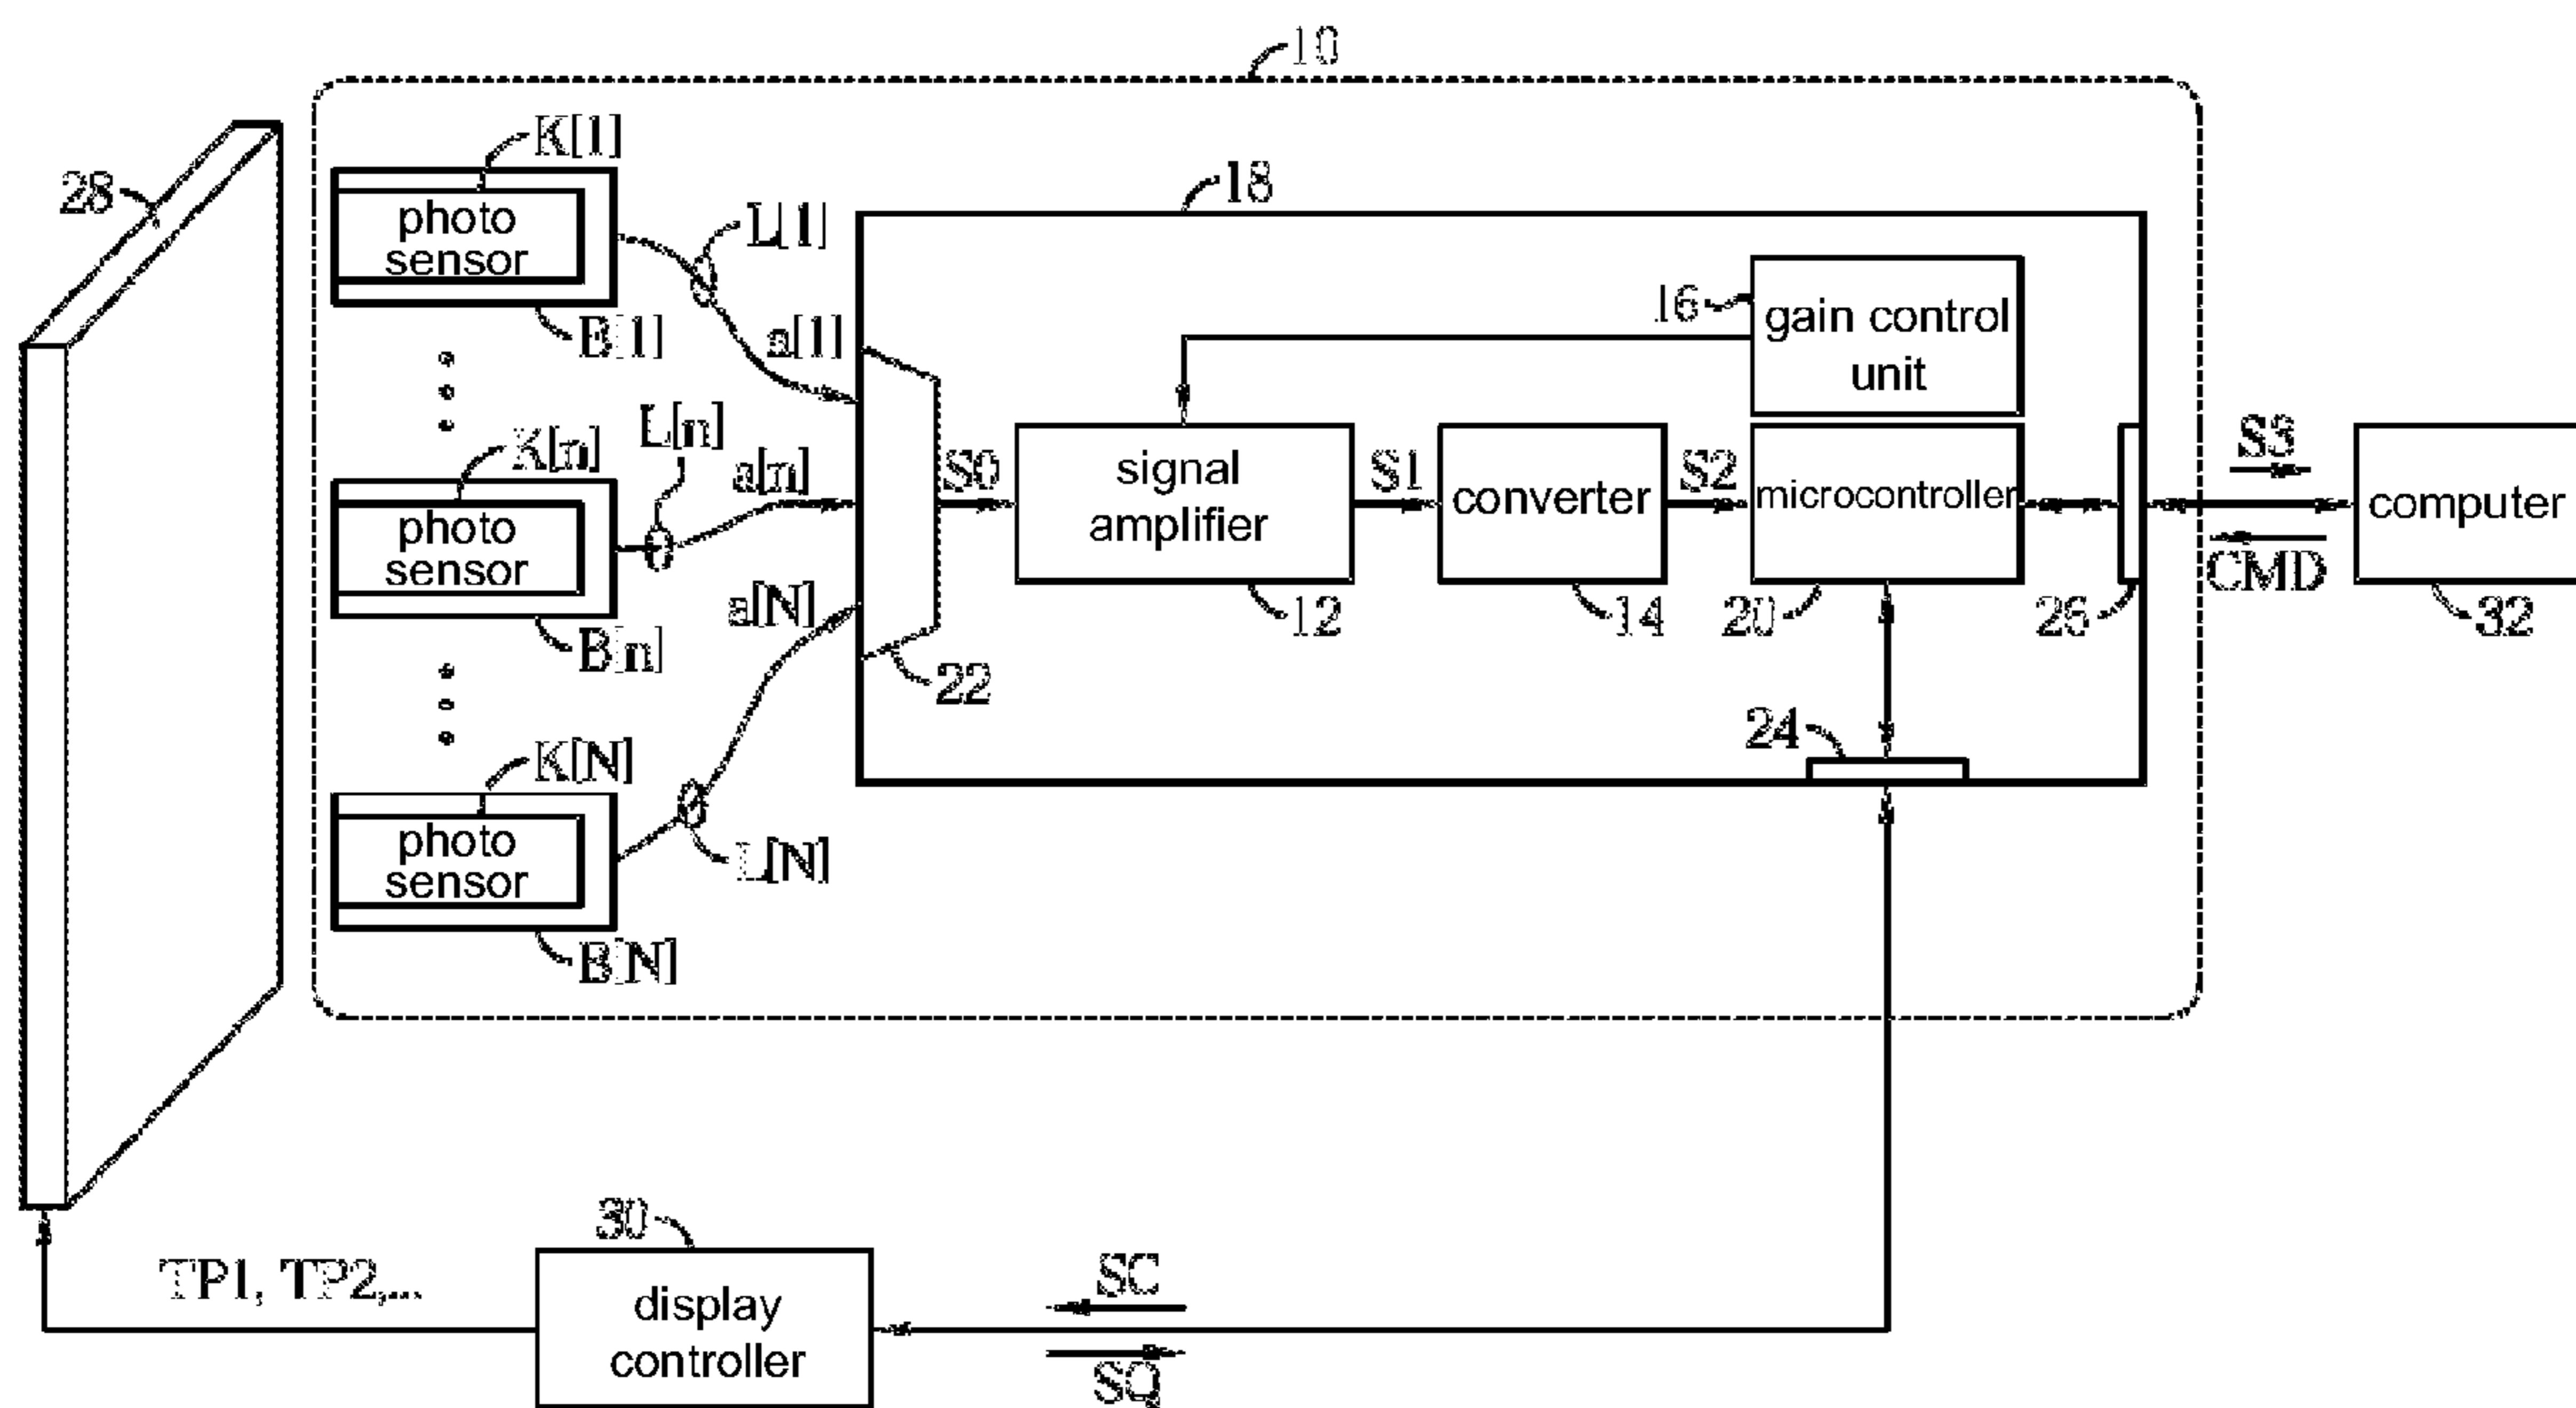 10
K[1]
28
photo
sensor
L[1]
18
B[1]
a[1]
16
gain control
unit
K[n]
L[n]
a[n]
photo
sensor
S0
signal
amplifier
S1
converter
S2
microcontroller
S3
CMD
computer
B[n]
a[N]
12
14
20
26
32
22
24
K[N]
photo
sensor
L[N]
B[N]
30
TP1, TP2,...
display
controller
SC
SQ